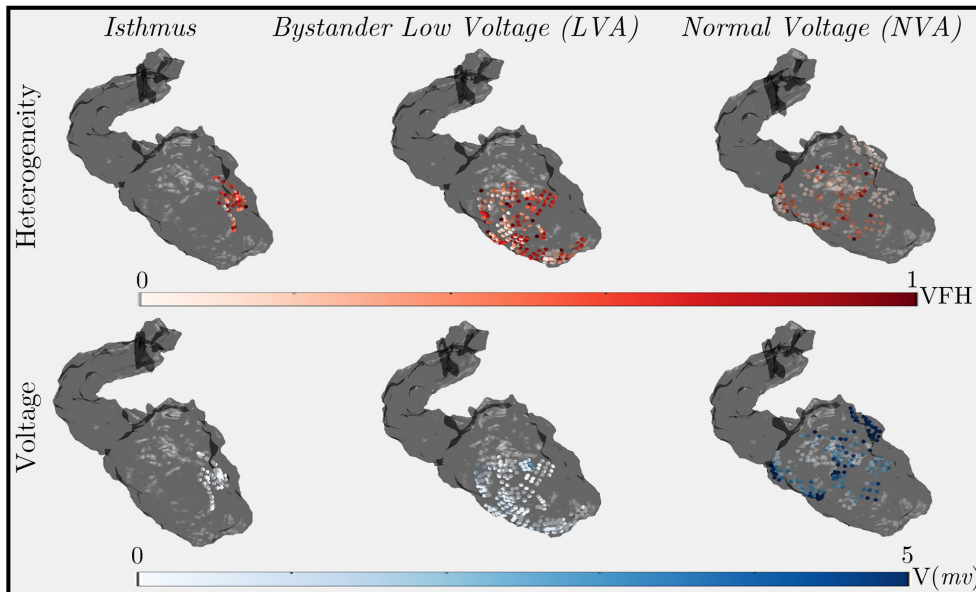 Isthmus
Bystander Low Voltage (LVA)
Normal Voltage (NVA)
Heterogeneity
0
1
VFH
Voltage
0
5
V(mv)